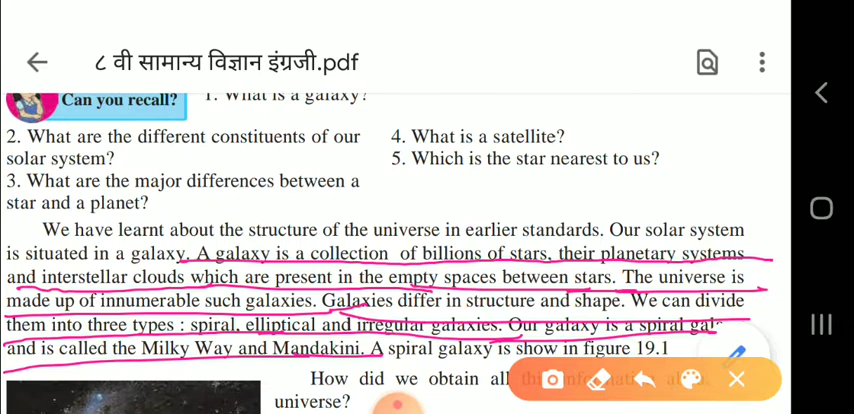 ८ वी सामान्य विज्ञान इंग्रजी.pdf
Can you recall? 1. What is a galaxy?
2. What are the different constituents of our solar system?
3. What are the major differences between a star and a planet?
4. What is a satellite?
5. Which is the star nearest to us?
We have learnt about the structure of the universe in earlier standards. Our solar system
is situated in a galaxy. A galaxy is a collection of billions of stars, their planetary systems
and interstellar clouds which are present in the empty spaces between stars. The universe is
made up of innumerable such galaxies. Galaxies differ in structure and shape. We can divide
them into three types : spiral, elliptical and irregular galaxies. Our galaxy is a spiral gal
and is called the Milky Way and Mandakini. A spiral galaxy is show in figure 19.1
How did we obtain all
universe?